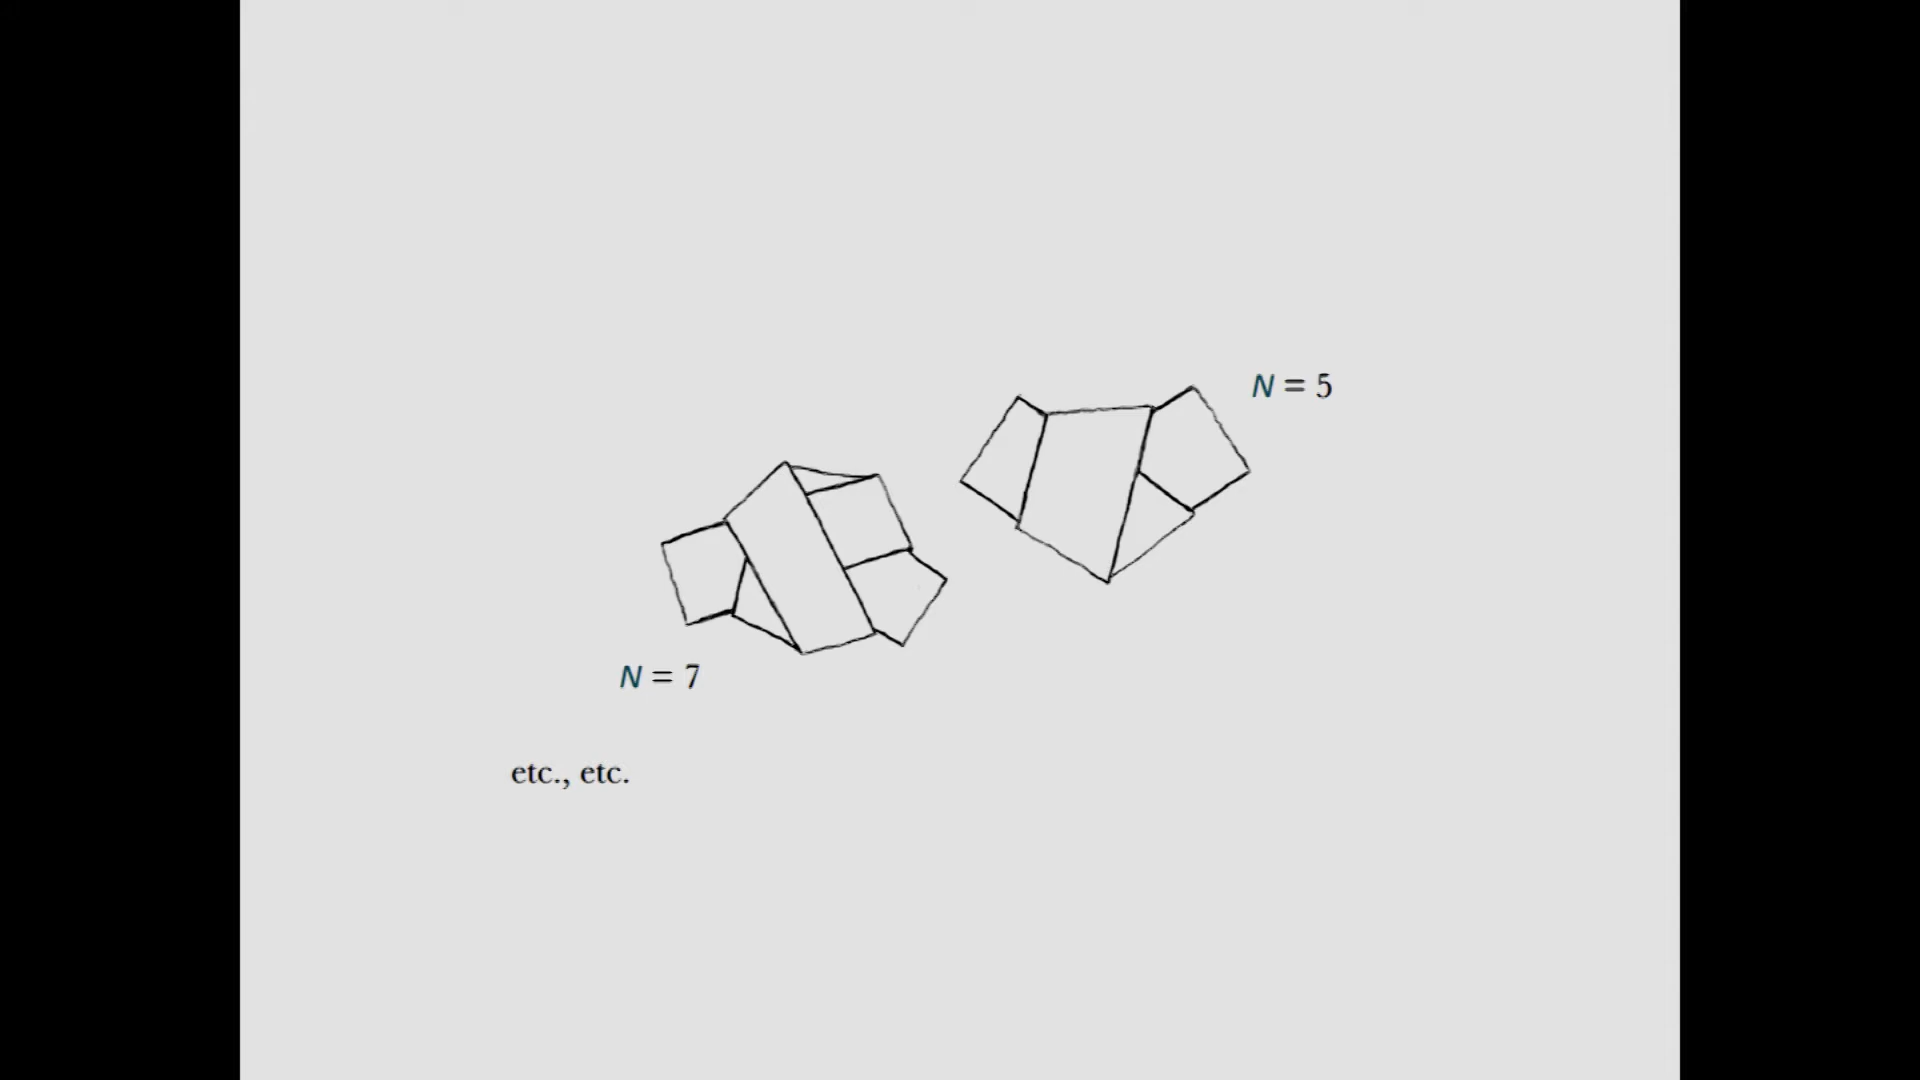 N = 5
N = 7
etc., etc.